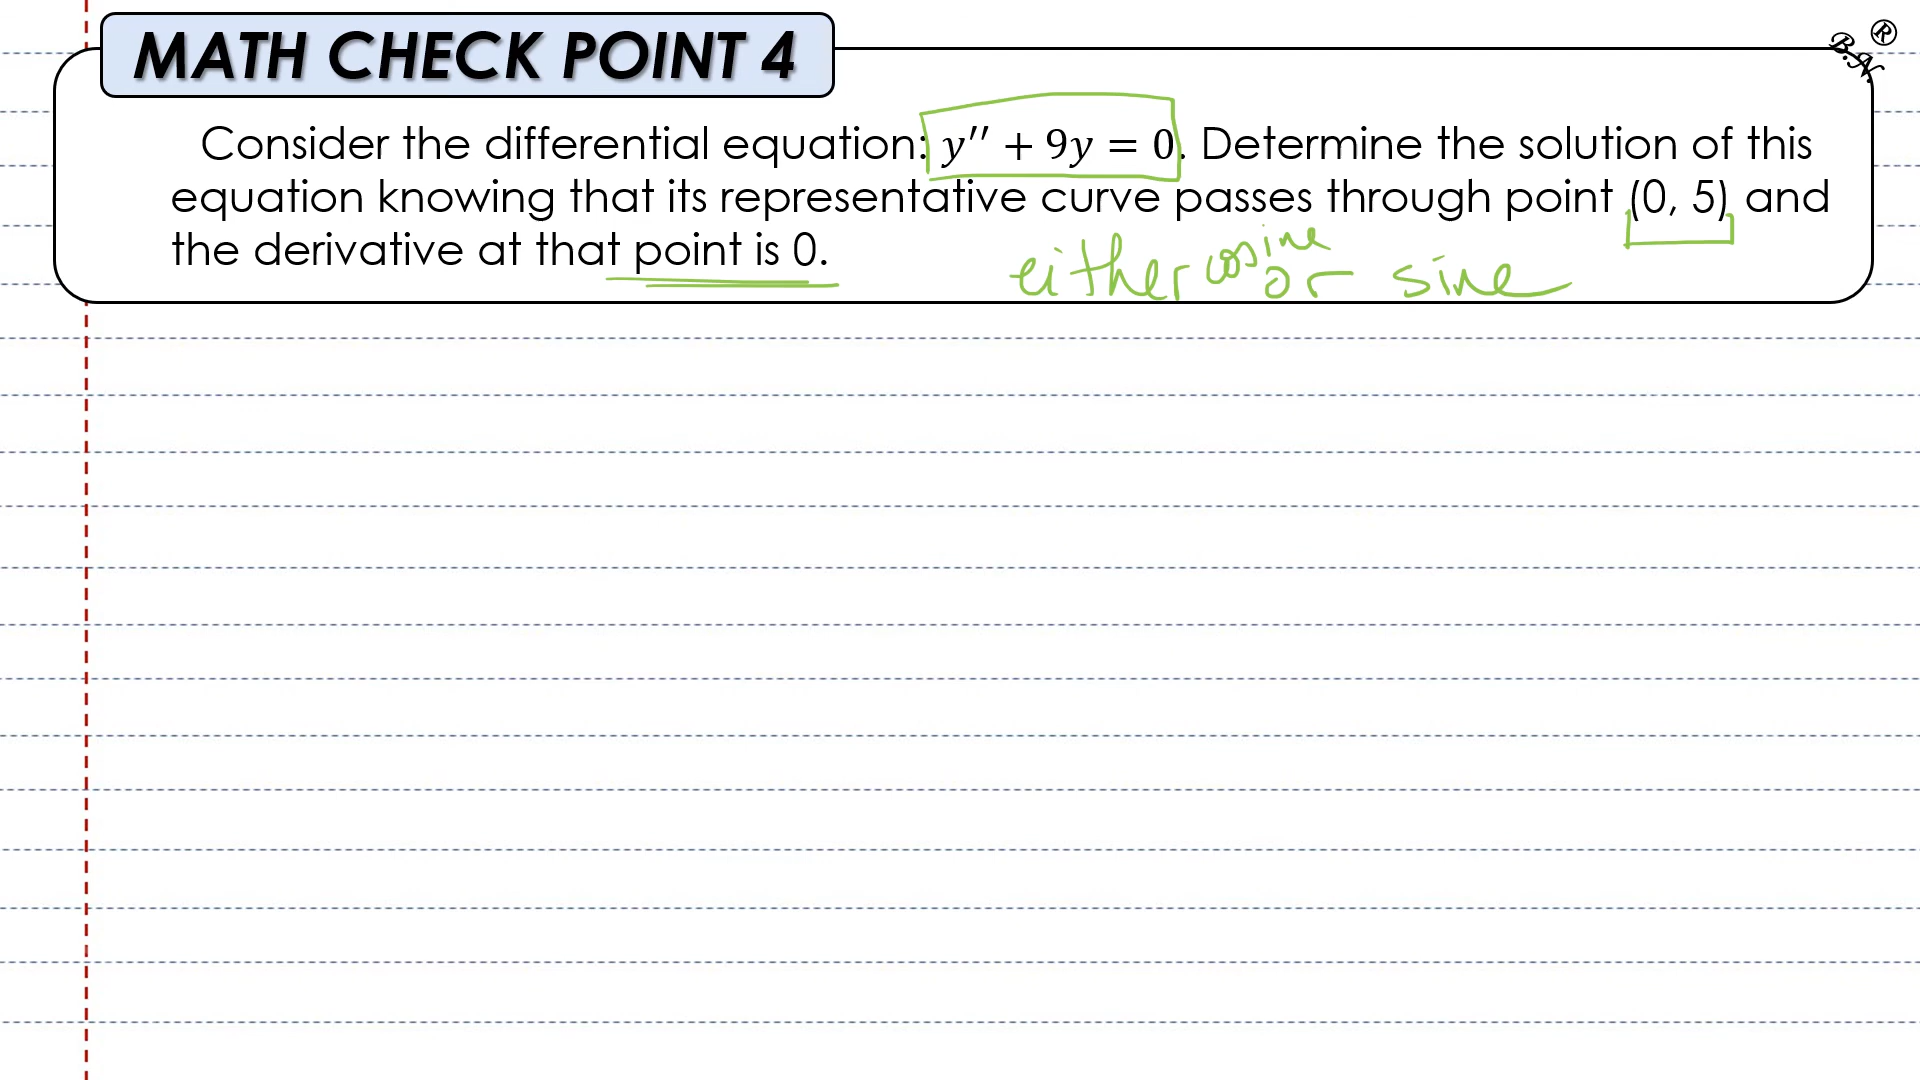 MATH CHECK POINT 4
B.N.®
Consider the differential equation: y′′ + 9y = 0. Determine the solution of this
equation knowing that its representative curve passes through point (0, 5) and
the derivative at that point is 0.
either cosine or sine